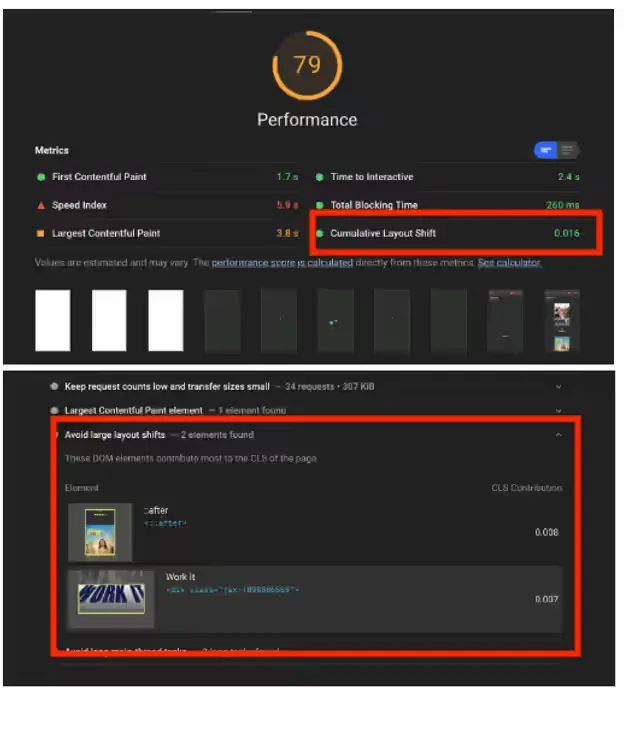 79
Performance
Metrics
First Contentful Paint 1.7 s
Time to Interactive 2.4 s
Speed Index 5.9 s
Total Blocking Time 260 ms
Largest Contentful Paint 3.8 s
Cumulative Layout Shift 0.016
Values are estimated and may vary. The performance score is calculated directly from these metrics. See calculator.
Keep request counts low and transfer sizes small — 34 requests • 307 KiB
Largest Contentful Paint element — 1 element found
Avoid large layout shifts — 2 elements found
These DOM elements contribute most to the CLS of the page.
Element CLS Contribution
::after
<::after>
0.008
WORK IT
Work It
<div class="jsx-
0.007
Avoid long main-thread tasks